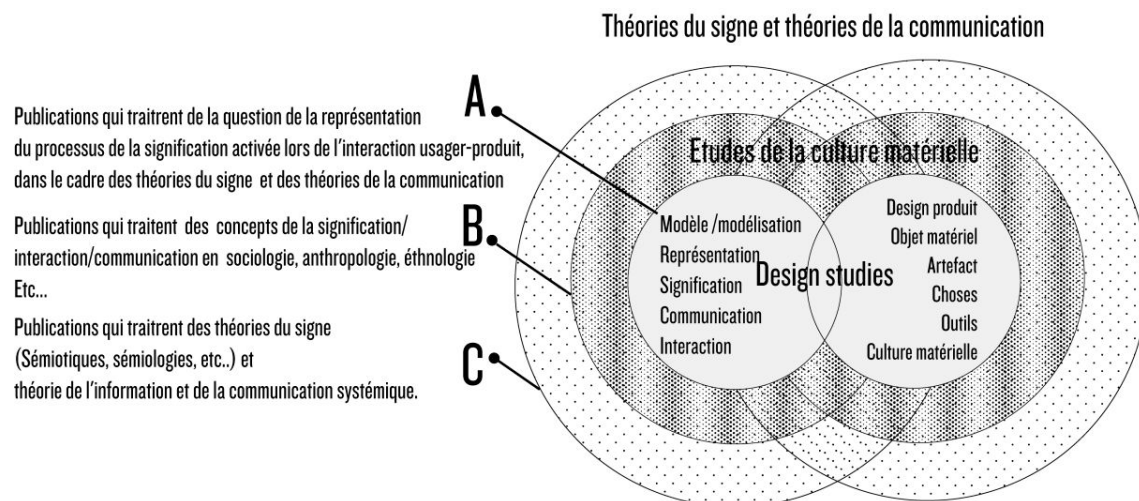 Théories du signe et théories de la communication
A.
Publications qui traitrent de la question de la représentation
du processus de la signification activée lors de l'interaction usager-produit,
dans le cadre des théories du signe et des théories de la communication
B.
Publications qui traitent des concepts de la signification/
interaction/communication en sociologie, anthropologie, éthnologie
Etc...
C
Publications qui traitrent des théories du signe
(Sémiotiques, sémiologies, etc..) et
théorie de l'information et de la communication systémique.
Etudes de la culture matérielle
Modèle /modélisation
Représentation
Signification
Communication
Interaction
Design studies
Design produit
Objet matériel
Artefact
Choses
Outils
Culture matérielle